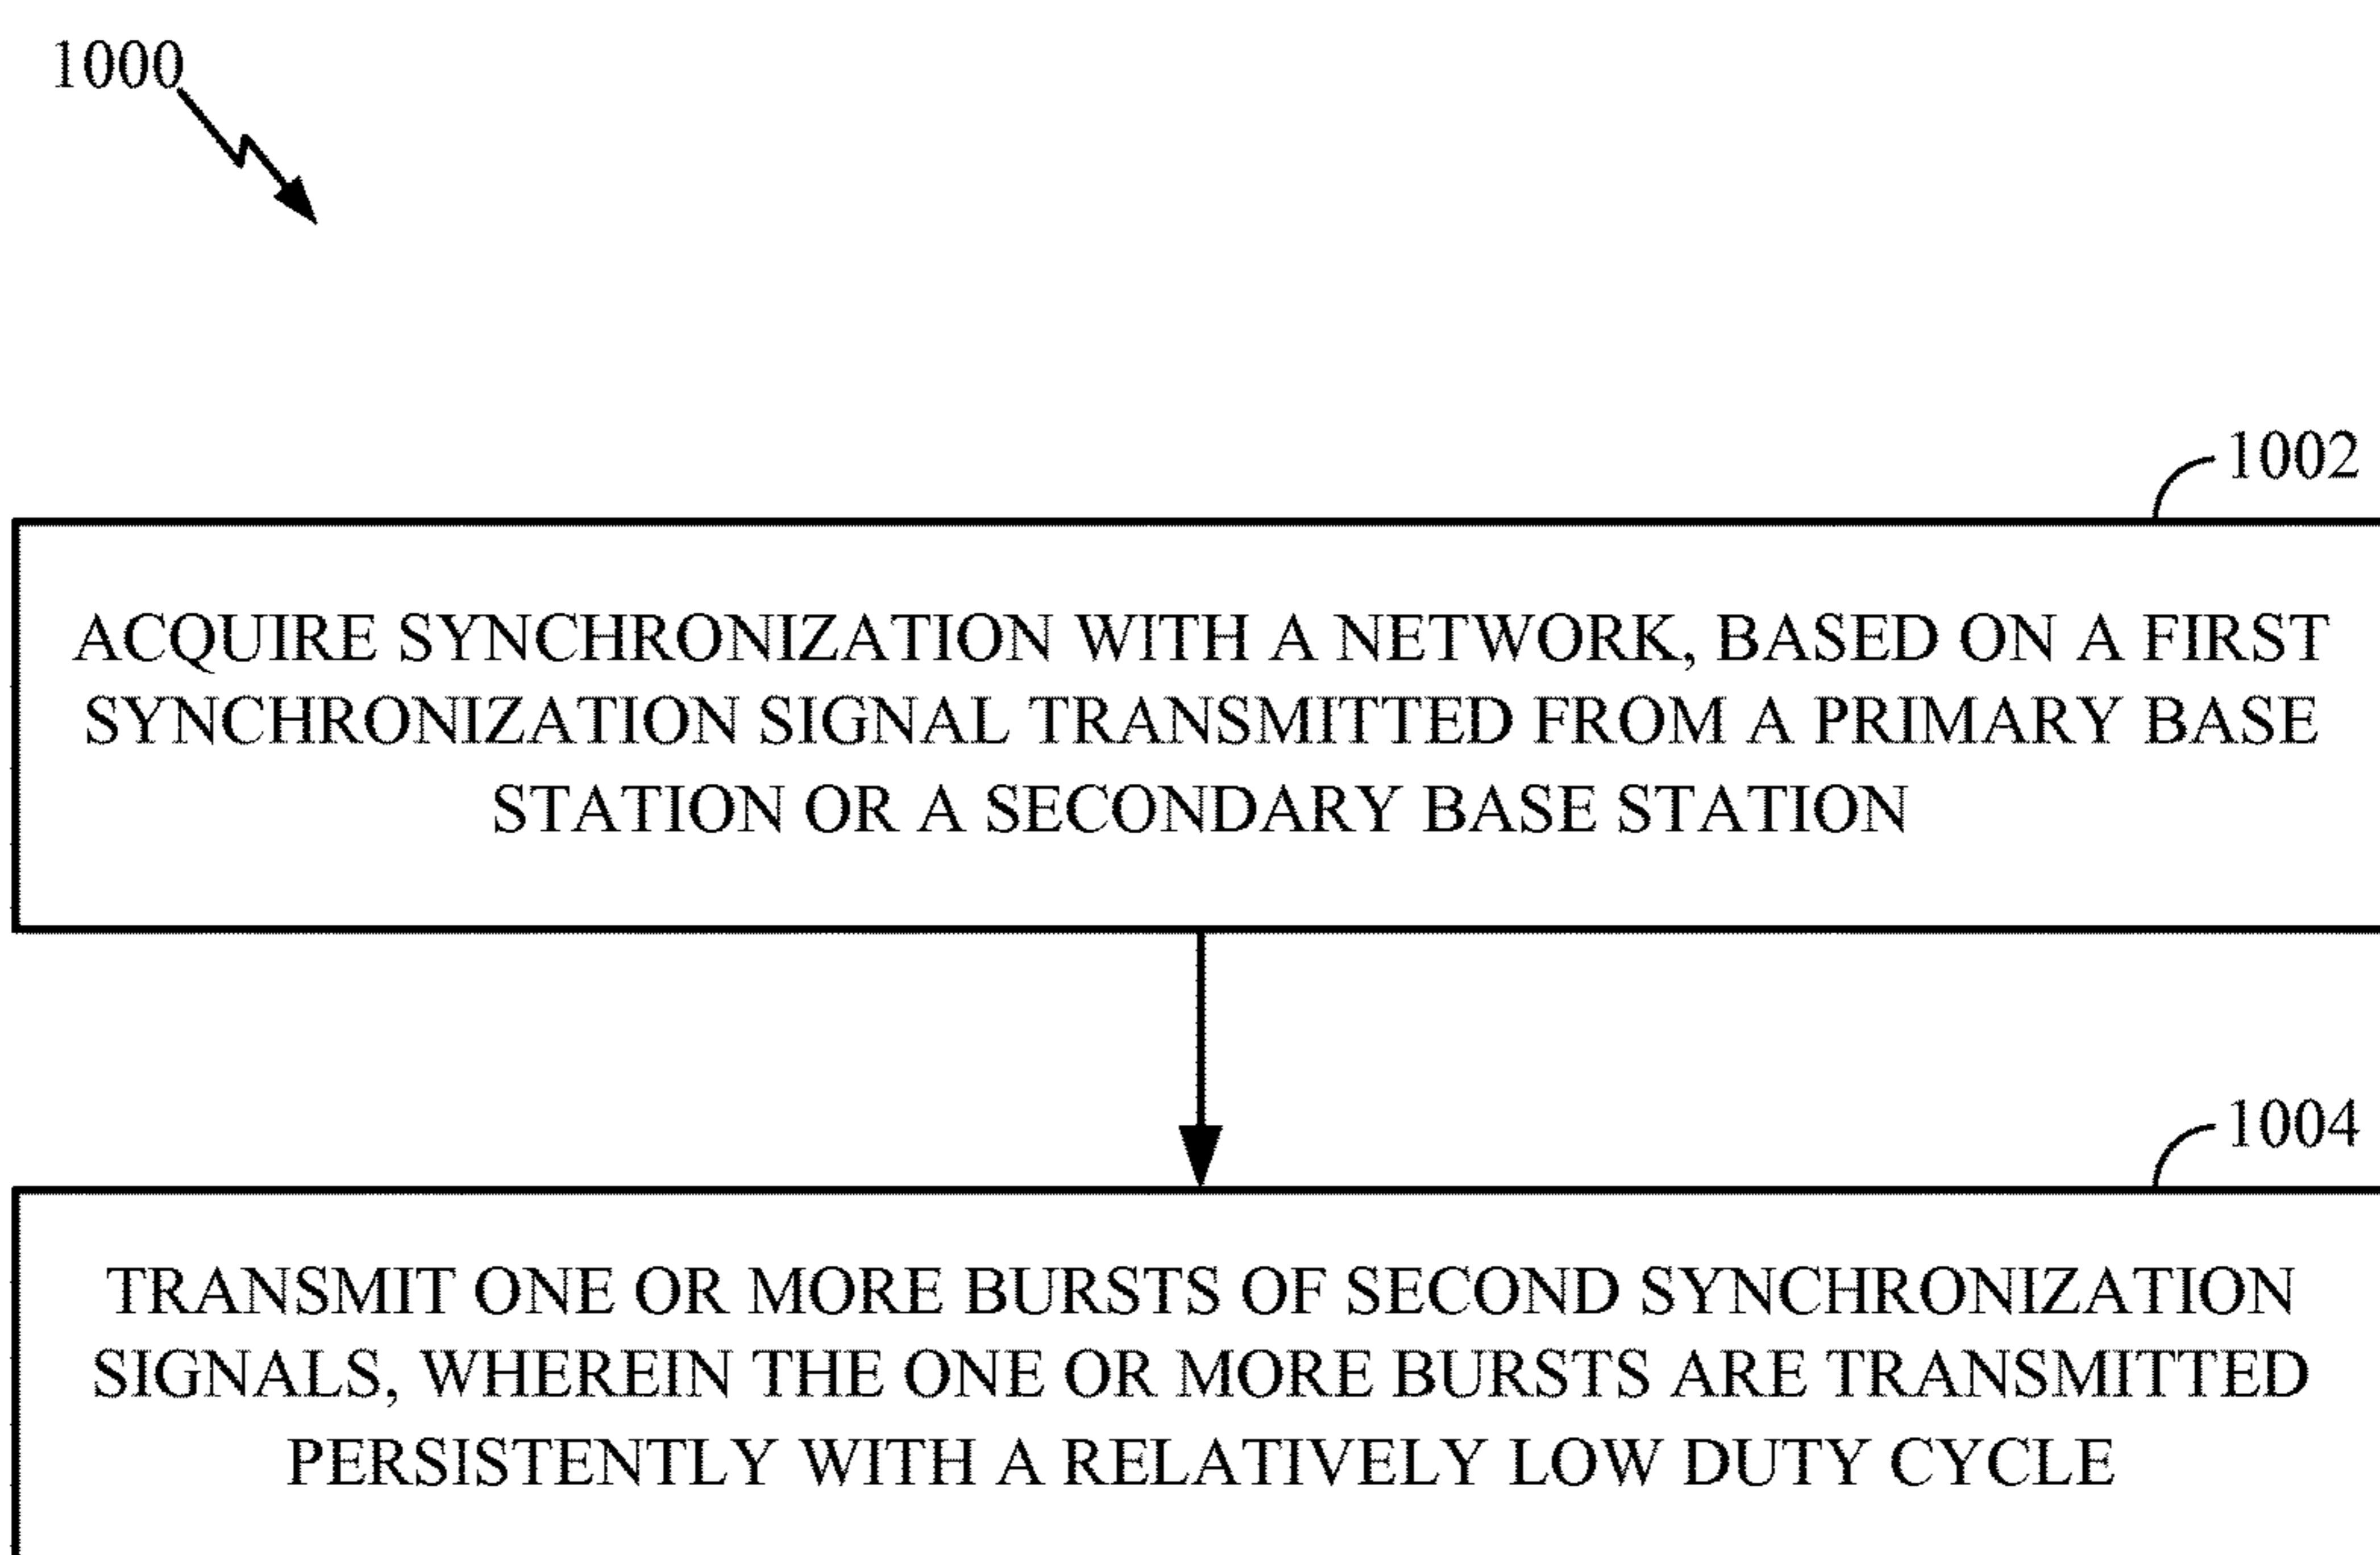 1000
1002
ACQUIRE SYNCHRONIZATION WITH A NETWORK, BASED ON A FIRST
SYNCHRONIZATION SIGNAL TRANSMITTED FROM A PRIMARY BASE
STATION OR A SECONDARY BASE STATION
1004
TRANSMIT ONE OR MORE BURSTS OF SECOND SYNCHRONIZATION
SIGNALS, WHEREIN THE ONE OR MORE BURSTS ARE TRANSMITTED
PERSISTENTLY WITH A RELATIVELY LOW DUTY CYCLE